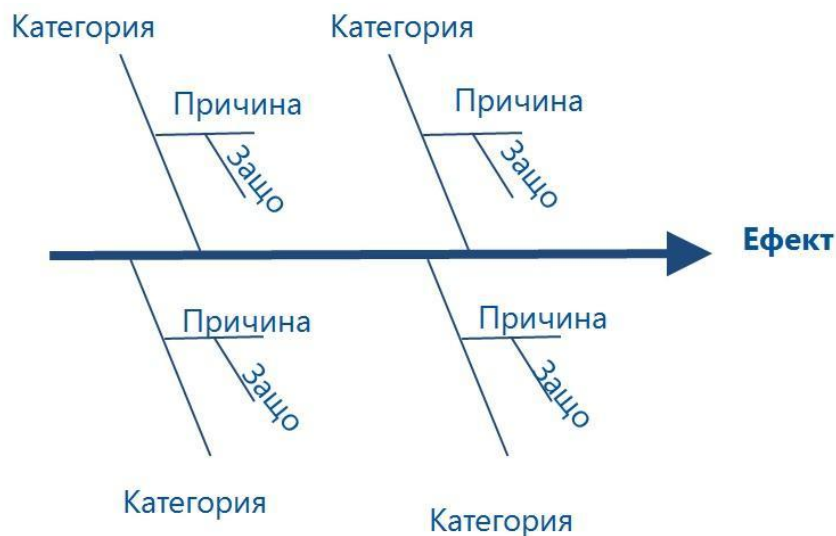 Категория
Категория
Причина
Причина
Защо
Защо
Ефект
Причина
Причина
Защо
Защо
Категория
Категория